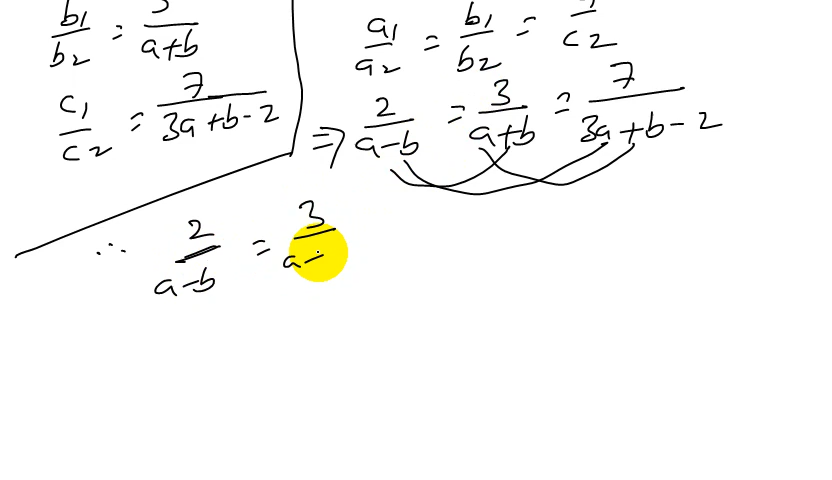 b1/b2 = 3/a+b
c1/c2 = 7/3a+b-2
a1/a2 = b1/b2 = /c2
⇒ 2/a-b = 3/a+b = 7/3a+b-2
∴ 2/a-b = 3/a